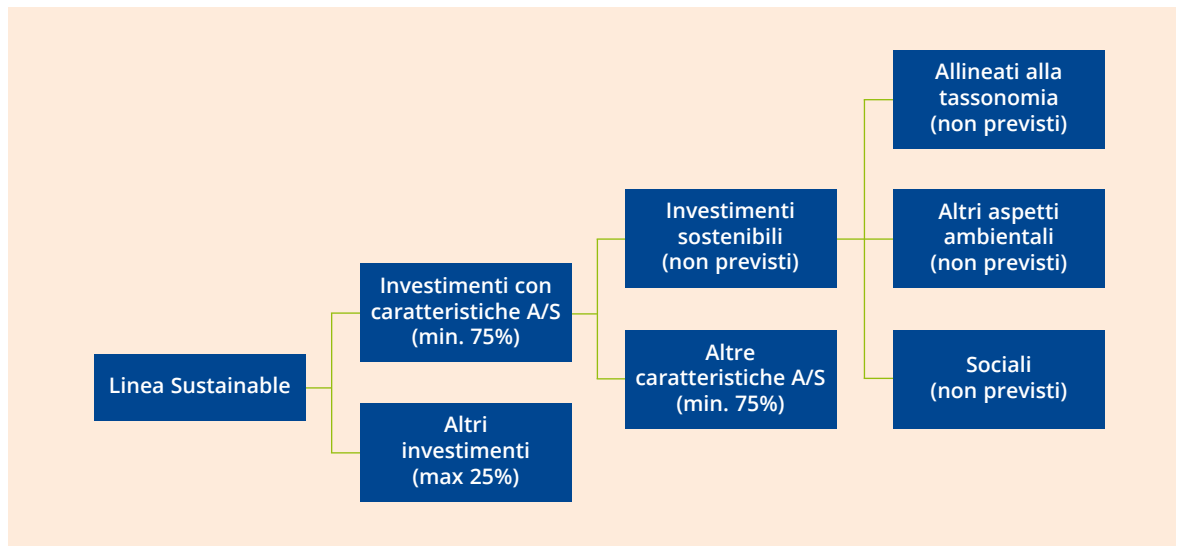 Linea Sustainable
Investimenti con
caratteristiche A/S
(min. 75%)
Altri
investimenti
(max 25%)
Investimenti
sostenibili
(non previsti)
Altre
caratteristiche A/S
(min. 75%)
Allineati alla
tassonomia
(non previsti)
Altri aspetti
ambientali
(non previsti)
Sociali
(non previsti)